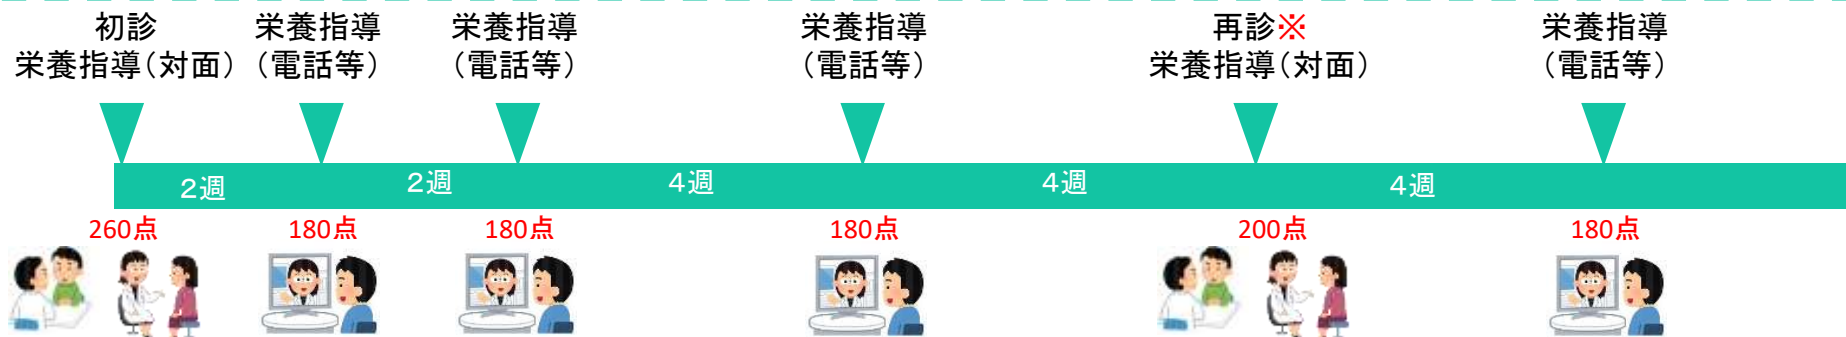 初診
栄養指導（対面）
栄養指導
（電話等）
栄養指導
（電話等）
栄養指導
（電話等）
再診※
栄養指導（対面）
栄養指導
（電話等）
２週
２週
４週
４週
４週
260点
180点
180点
180点
200点
180点